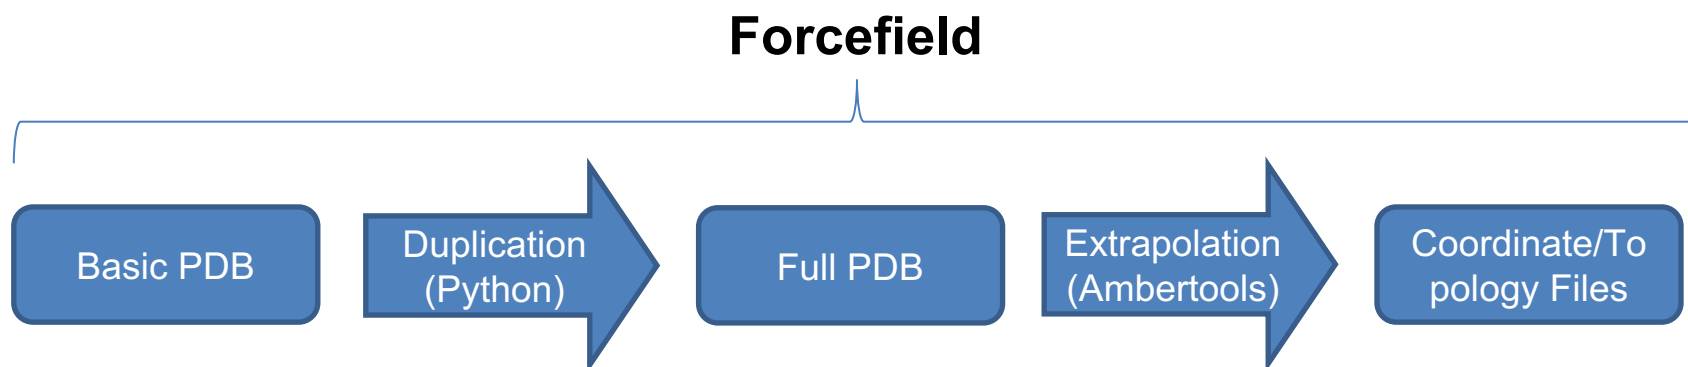 Forcefield
Basic PDB
Duplication
(Python)
Full PDB
Extrapolation
(Ambertools)
Coordinate/To
pology Files